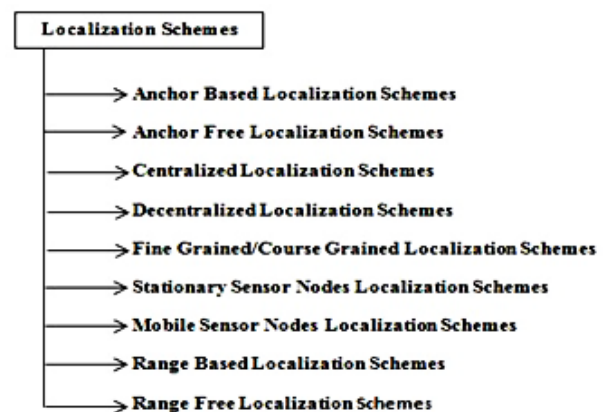 Localization Schemes
Anchor Based Localization Schemes
Anchor Free Localization Schemes
Centralized Localization Schemes
Decentralized Localization Schemes
Fine Grained/Course Grained Localization Schemes
Stationary Sensor Nodes Localization Schemes
Mobile Sensor Nodes Localization Schemes
Range Based Localization Schemes
Range Free Localization Schemes